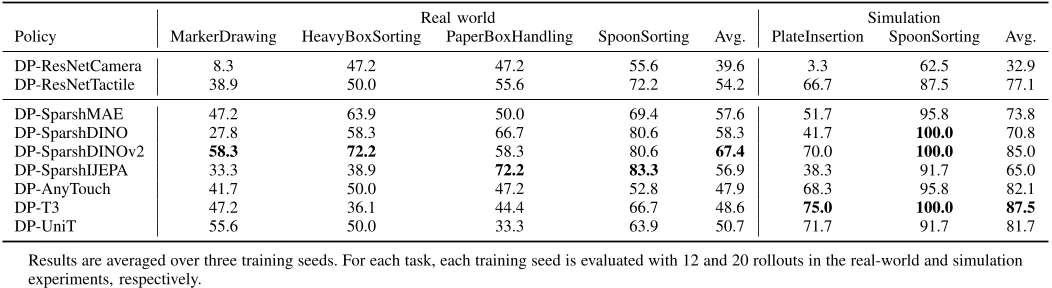 Real world Simulation
Policy MarkerDrawing HeavyBoxSorting PaperBoxHandling SpoonSorting Avg. PlateInsertion SpoonSorting Avg.
DP-ResNetCamera 8.3 47.2 47.2 55.6 39.6 3.3 62.5 32.9
DP-ResNetTactile 38.9 50.0 55.6 72.2 54.2 66.7 87.5 77.1
DP-SparshMAE 47.2 63.9 50.0 69.4 57.6 51.7 95.8 73.8
DP-SparshDINO 27.8 58.3 66.7 80.6 58.3 41.7 100.0 70.8
DP-SparshDINOv2 58.3 72.2 58.3 80.6 67.4 70.0 100.0 85.0
DP-SparshIJEPA 33.3 38.9 72.2 83.3 56.9 38.3 91.7 65.0
DP-AnyTouch 41.7 50.0 47.2 52.8 47.9 68.3 95.8 82.1
DP-T3 47.2 36.1 44.4 66.7 48.6 75.0 100.0 87.5
DP-UniT 55.6 50.0 33.3 63.9 50.7 71.7 91.7 81.7
Results are averaged over three training seeds. For each task, each training seed is evaluated with 12 and 20 rollouts in the real-world and simulation
experiments, respectively.